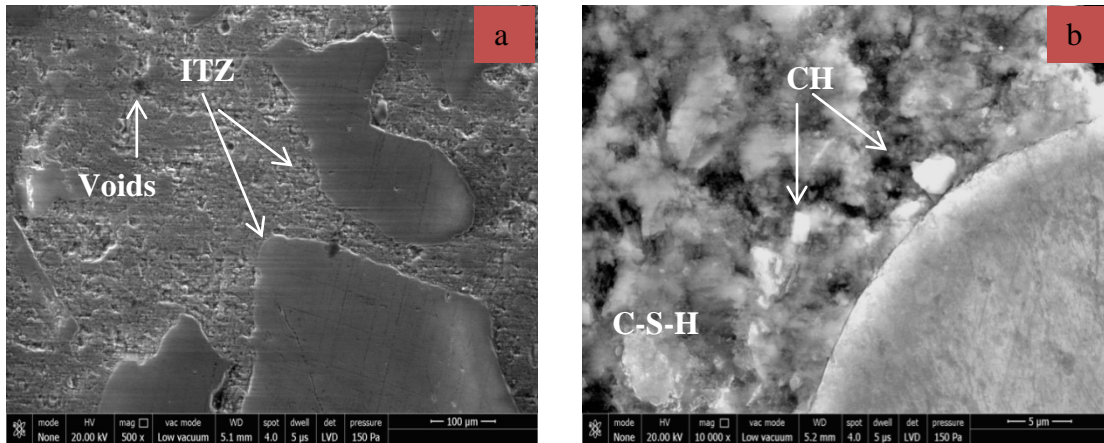 a
ITZ
Voids
mode HV mag □ vac mode WD spot dwell det pressure
None 20.00 kV 500 x Low vacuum 5.1 mm 4.0 5 µs LVD 150 Pa
100 µm
b
CH
C-S-H
mode HV mag □ vac mode WD spot dwell det pressure
None 20.00 kV 10 000 x Low vacuum 5.2 mm 4.0 5 µs LVD 150 Pa
5 µm